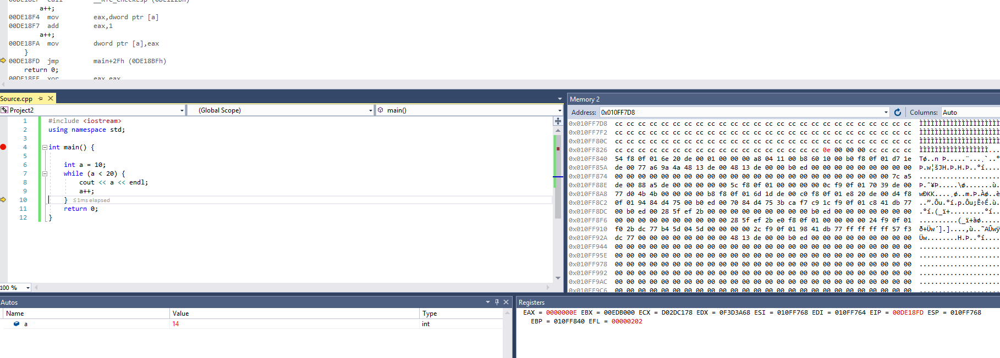 a++;
00DE18F4 mov eax,dword ptr [a]
00DE18F7 add eax,1
a++;
00DE18FA mov dword ptr [a],eax
}
00DE18FD jmp main+2Fh (0DE18BFh)
return 0;
Source.cpp
Project2 (Global Scope) main()
1 #include <iostream>
2 using namespace std;
3
4 int main() {
5
6 int a = 10;
7 while (a < 20) {
8 cout << a << endl;
9 a++;
10 } ≤1ms elapsed
11 return 0;
12 }
100 %
Memory 2
Address: 0x010FF7D8 Columns: Auto
0x010FF7D8 cc cc cc cc cc cc cc cc cc cc cc cc cc cc cc cc cc cc cc cc cc cc cc cc cc cc
0x010FF7F2 cc cc cc cc cc cc cc cc cc cc cc cc cc cc cc cc cc cc cc cc cc cc cc cc cc cc
0x010FF80C cc cc cc cc cc cc cc cc cc cc cc cc cc cc cc cc cc cc cc cc cc cc cc cc cc cc
0x010FF826 cc cc cc cc cc cc cc cc cc cc cc cc cc cc cc cc cc cc 0e 00 00 00 cc cc cc cc
0x010FF840 54 f8 0f 01 6e 20 de 00 01 00 00 00 a8 04 11 00 b8 60 10 00 b0 f8 0f 01 d7 1e
0x010FF85A de 00 77 a6 9a 4a 48 13 de 00 48 13 de 00 00 b0 ed 00 00 00 00 00 00 00 00 00
0x010FF874 00 00 00 00 00 00 00 00 00 00 00 00 00 00 00 00 00 00 00 00 00 00 00 00 7c a5
0x010FF88E de 00 88 a5 de 00 00 00 00 00 5c f8 0f 01 00 00 00 00 0c f9 0f 01 70 39 de 00
0x010FF8A8 77 d0 4b 4b 00 00 00 00 b8 f8 0f 01 6d 1d de 00 c0 f8 0f 01 e8 20 de 00 d4 f8
0x010FF8C2 0f 01 94 84 d4 75 00 b0 ed 00 70 84 d4 75 3b ca f7 c9 1c f9 0f 01 c8 41 db 77
0x010FF8DC 00 b0 ed 00 28 5f ef 2b 00 00 00 00 00 00 00 00 00 b0 ed 00 00 00 00 00 00 00
0x010FF8F6 00 00 00 00 00 00 00 00 00 00 28 5f ef 2b e0 f8 0f 01 00 00 00 00 24 f9 0f 01
0x010FF910 f0 2b dc 77 b4 5d 04 5d 00 00 00 00 2c f9 0f 01 98 41 db 77 ff ff ff ff 57 f3
0x010FF92A dc 77 00 00 00 00 00 00 00 00 48 13 de 00 00 b0 ed 00 00 00 00 00 00 00 00 00
0x010FF944 00 00 00 00 00 00 00 00 00 00 00 00 00 00 00 00 00 00 00 00 00 00 00 00 00 00
0x010FF95E 00 00 00 00 00 00 00 00 00 00 00 00 00 00 00 00 00 00 00 00 00 00 00 00 00 00
0x010FF978 00 00 00 00 00 00 00 00 00 00 00 00 00 00 00 00 00 00 00 00 00 00 00 00 00 00
0x010FF992 00 00 00 00 00 00 00 00 00 00 00 00 00 00 00 00 00 00 00 00 00 00 00 00 00 00
0x010FF9AC 00 00 00 00 00 00 00 00 00 00 00 00 00 00 00 00 00 00 00 00 00 00 00 00 00 00
0x010FF9C6 00 00 00 00 00 00 00 00 00 00 00 00 00 00 00 00 00 00 00 00 00 00 00 00 00 00
Autos
Name Value Type
a 14 int
Registers
EAX = 0000000E EBX = 00EDB000 ECX = D02DC178 EDX = 0F3D3A68 ESI = 010FF768 EDI = 010FF764 EIP = 00DE18FD ESP = 010FF768
EBP = 010FF840 EFL = 00000202